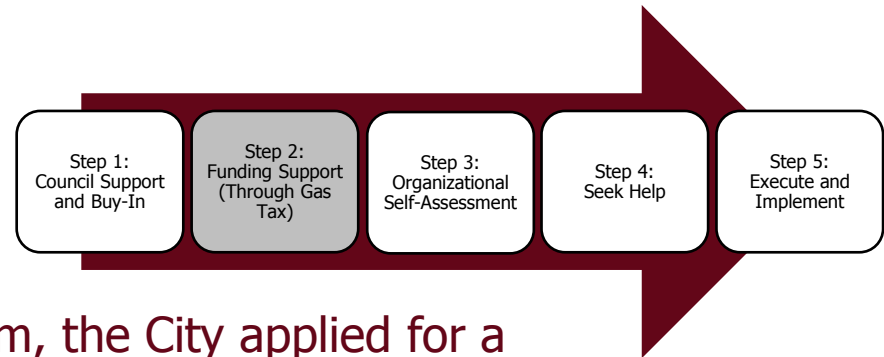 Step 1:
Council Support
and Buy-In
Step 2:
Funding Support
(Through Gas
Tax)
Step 3:
Organizational
Self-Assessment
Step 4:
Seek Help
Step 5:
Execute and
Implement
the City applied for a